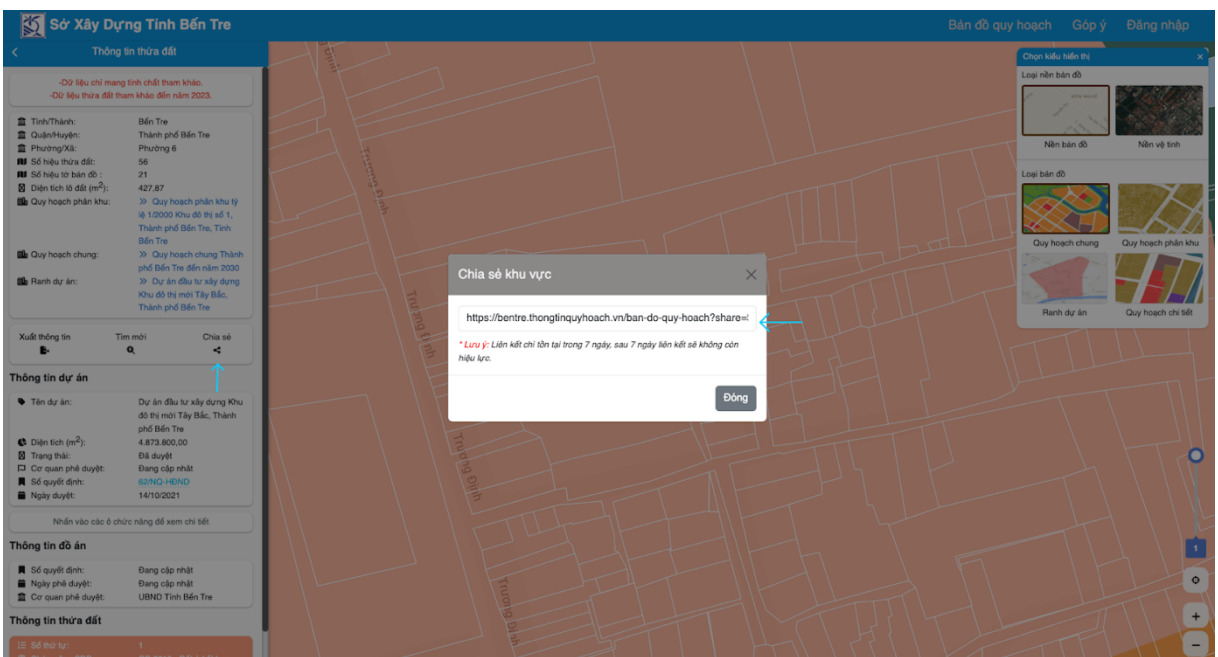 Sở Xây Dựng Tỉnh Bến Tre
Bản đồ quy hoạch Góp ý Đăng nhập
Thông tin thửa đất
-Dữ liệu chỉ mang tính chất tham khảo.
-Dữ liệu thửa đất tham khảo đến năm 2023.
Tỉnh/Thành: Bến Tre
Quận/Huyện: Thành phố Bến Tre
Phường/Xã: Phường 6
Số hiệu thửa đất: 56
Số hiệu tờ bản đồ : 21
Diện tích lô đất (m2): 427,87
Quy hoạch phân khu: >> Quy hoạch phân khu tỷ
lệ 1/2000 Khu đô thị số 1,
Thành phố Bến Tre, Tỉnh
Bến Tre
Quy hoạch chung: >> Quy hoạch chung Thành
phố Bến Tre đến năm 2030
Ranh dự án: >> Dự án đầu tư xây dựng
Khu đô thị mới Tây Bắc,
Thành phố Bến Tre
Xuất thông tin Tìm mới Chia sẻ
Thông tin dự án
Tên dự án: Dự án đầu tư xây dựng Khu
đô thị mới Tây Bắc, Thành
phố Bến Tre
Diện tích (m2): 4.873.800,00
Trạng thái: Đã duyệt
Cơ quan phê duyệt: Đang cập nhật
Số quyết định: 62/NQ-HĐND
Ngày duyệt: 14/10/2021
Nhấn vào các ô chức năng để xem chi tiết
Thông tin đồ án
Số quyết định: Đang cập nhật
Ngày phê duyệt: Đang cập nhật
Cơ quan phê duyệt: UBND Tỉnh Bến Tre
Thông tin thửa đất
Số thứ tự: 1
Trương Định
Trương Định
Trương Định
Trương Định
Chia sẻ khu vực
https://bentre.thongtinquyhoach.vn/ban-do-quy-hoach?share=
* Lưu ý: Liên kết chỉ tồn tại trong 7 ngày, sau 7 ngày liên kết sẽ không còn
hiệu lực.
Đóng
Chọn kiểu hiển thị
Loại nền bản đồ
Nền bản đồ Nền vệ tinh
Loại bản đồ
Quy hoạch chung Quy hoạch phân khu
Ranh dự án Quy hoạch chi tiết
1